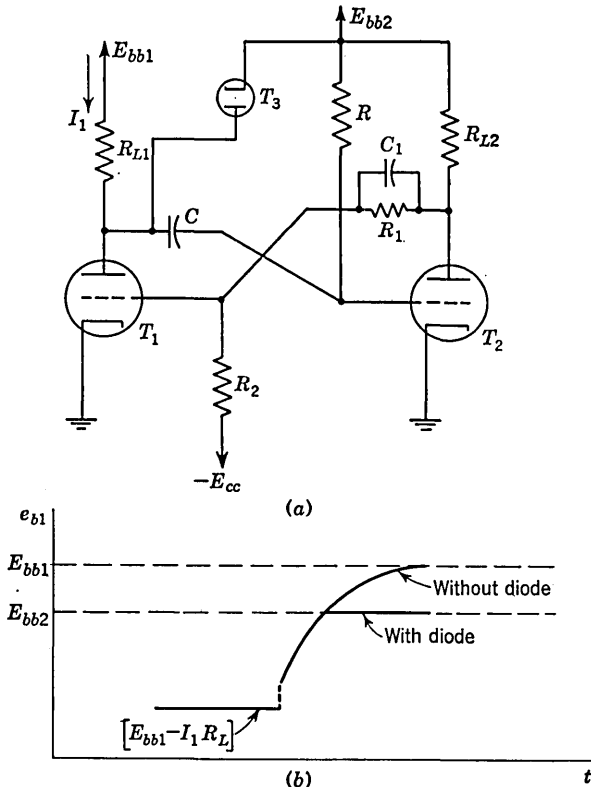 E_bb1
E_bb2
I_1
R_L1
T_3
R
R_L2
C_1
C
R_1.
T_1
T_2
R_2
-E_cc
(a)
e_b1
E_bb1
Without diode
E_bb2
With diode
[E_bb1-I_1 R_L]
(b)
t